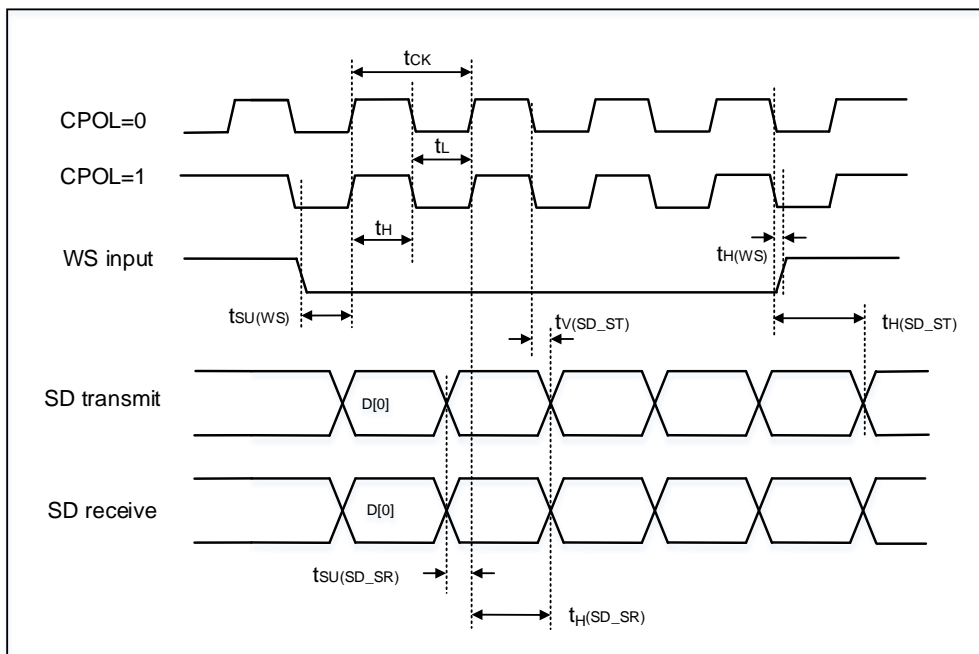 tCK
CPOL=0
tL
CPOL=1
tH
tH(WS)
WS input
tSU(WS)
tV(SD_ST)
tH(SD_ST)
SD transmit
D[0]
SD receive
D[0]
tSU(SD_SR)
tH(SD_SR)